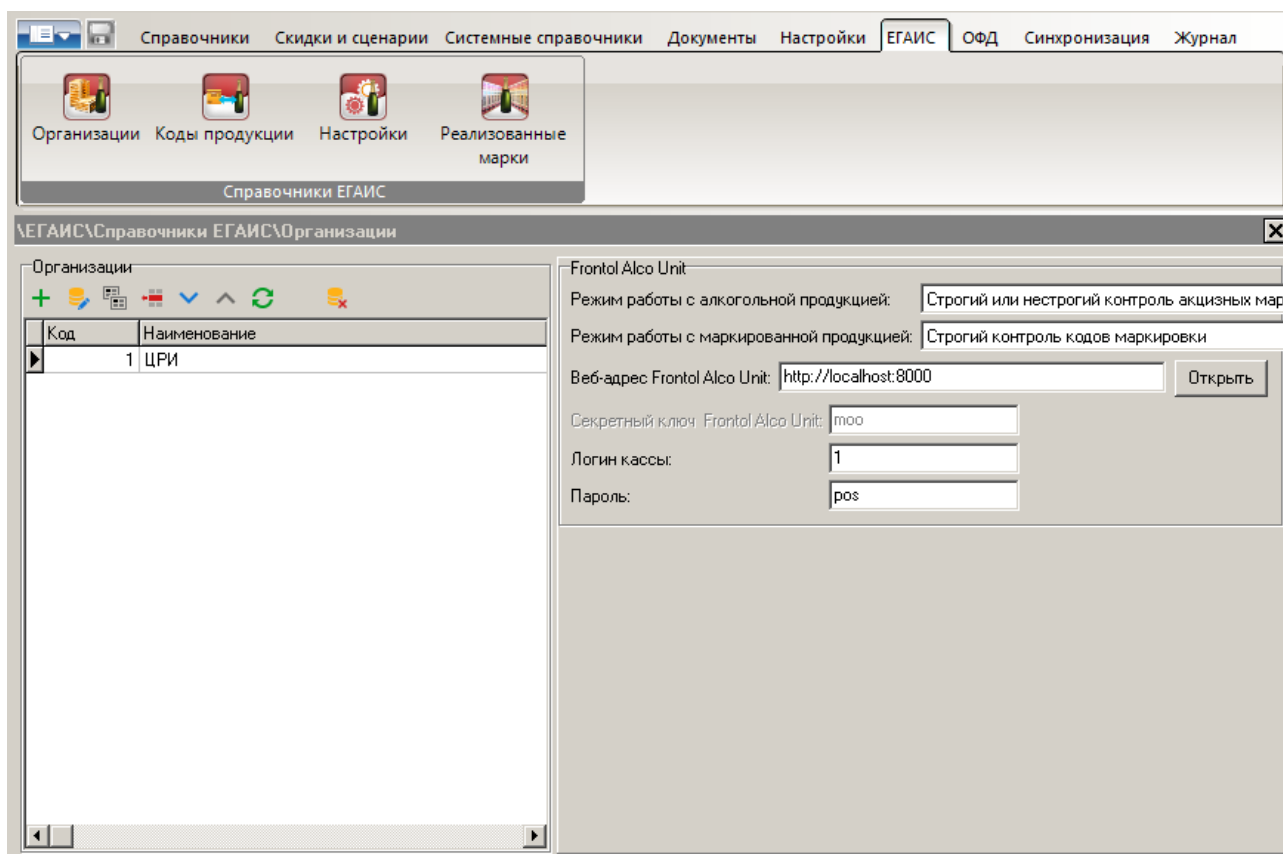 Справочники Скидки и сценарии Системные справочники Документы Настройки ЕГАИС ОФД Синхронизация Журнал
Организации Коды продукции Настройки Реализованные
марки
Справочники ЕГАИС
\ЕГАИС\Справочники ЕГАИС\Организации
Организации
Код Наименование
1 ЦРИ
Frontol Alco Unit
Режим работы с алкогольной продукцией: Строгий или нестрогий контроль акцизных мар
Режим работы с маркированной продукцией: Строгий контроль кодов маркировки
Веб-адрес Frontol Alco Unit: http://localhost:8000 Открыть
Секретный ключ Frontol Alco Unit: moo
Логин кассы: 1
Пароль: pos